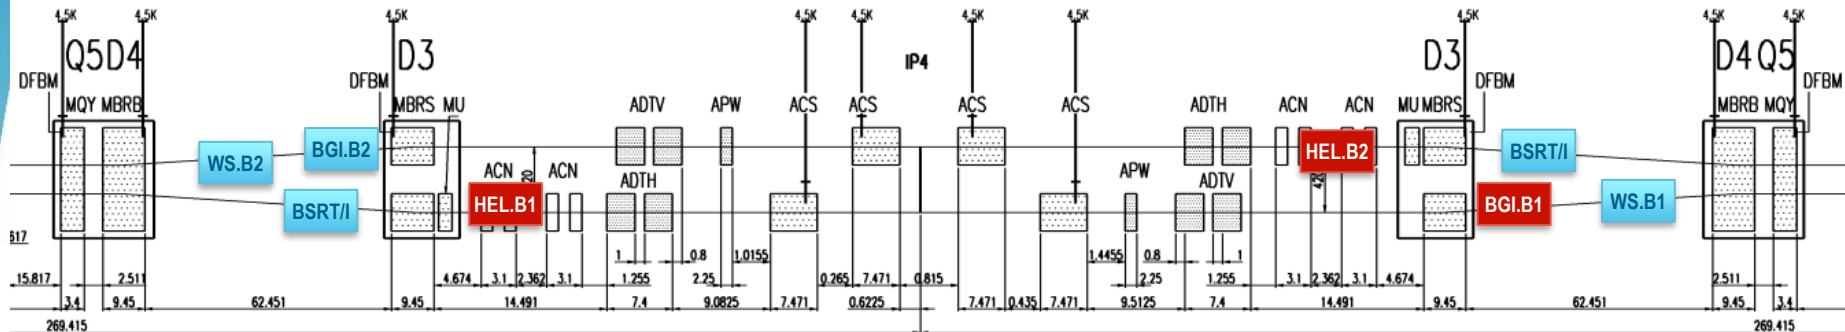 4.5K 4.5K 4.5K 4.5K 4.5K 4.5K 4.5K 4.5K 4.5K 4.5K
Q5 D4 D3 IP4 D3 D4 Q5
DFBM DFBM DFBM DFBM
MQY MBRB MBRS MU ADTV APW ACS ACS ACS ACS ADTH ACN ACN MU MBRS MBRB MQY
WS.B2 BGI.B2 HEL.B2 BSRT/I
ACN ACN ADTH APW ADTV
BSRT/I HEL.B1 20 420 BGI.B1 WS.B1
617
1 0.8 1.0155 1.4455 0.8 1
15.817 2.511 4.674 3.1 2.362 3.1 1.255 2.25 0.265 7.471 0.815 2.25 1.255 3.1 2.362 3.1 4.674 2.511
3.4 9.45 62.451 9.45 14.491 7.4 9.0825 7.471 0.6225 7.471 0.435 7.471 9.5125 7.4 14.491 9.45 62.451 9.45 3.4
269.415 269.415